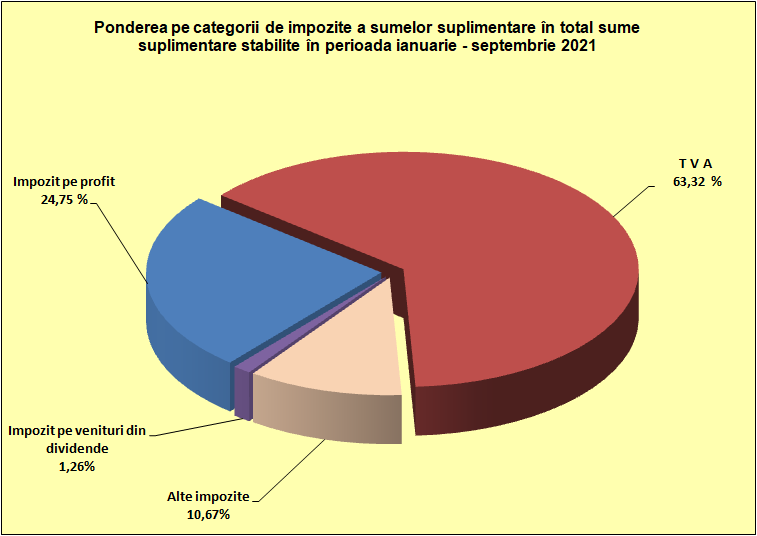 Ponderea pe categorii de impozite a sumelor suplimentare în total sume
suplimentare stabilite în perioada ianuarie - septembrie 2021
T V A
63,32 %
Impozit pe profit
24,75 %
Impozit pe venituri din
dividende
1,26%
Alte impozite
10,67%